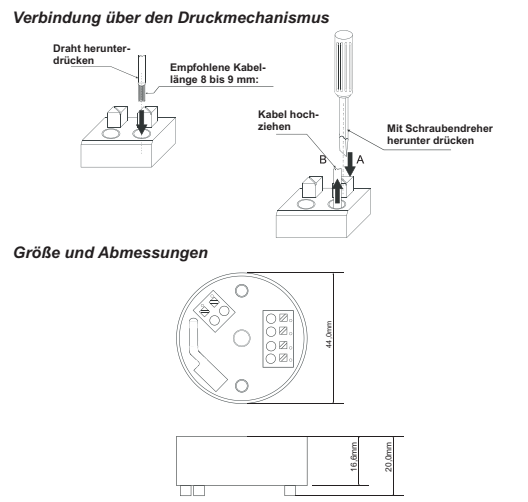 Verbindung über den Druckmechanismus
Draht herunter-
drücken
Empfohlene Kabel-
länge 8 bis 9 mm:
Kabel hoch-
ziehen
Mit Schraubendreher
herunter drücken
B
A
Größe und Abmessungen
44,0mm
16,6mm
20,0mm